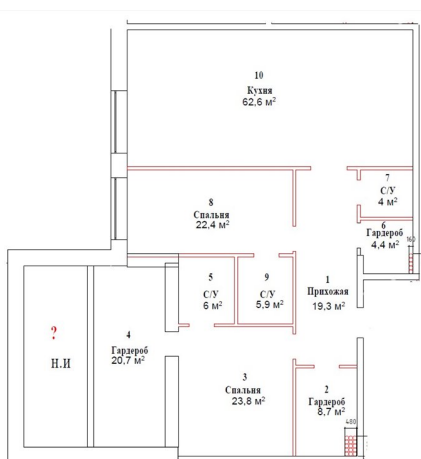 10
Кухня
62,6 м²
7
С/У
4 м²
8
Спальня
22,4 м²
6
Гардероб
4,4 м²
160
5
С/У
6 м²
9
С/У
5,9 м²
1
Прихожая
19,3 м²
?
Н.И
4
Гардероб
20,7 м²
3
Спальня
23,8 м²
2
Гардероб
8,7 м²
480